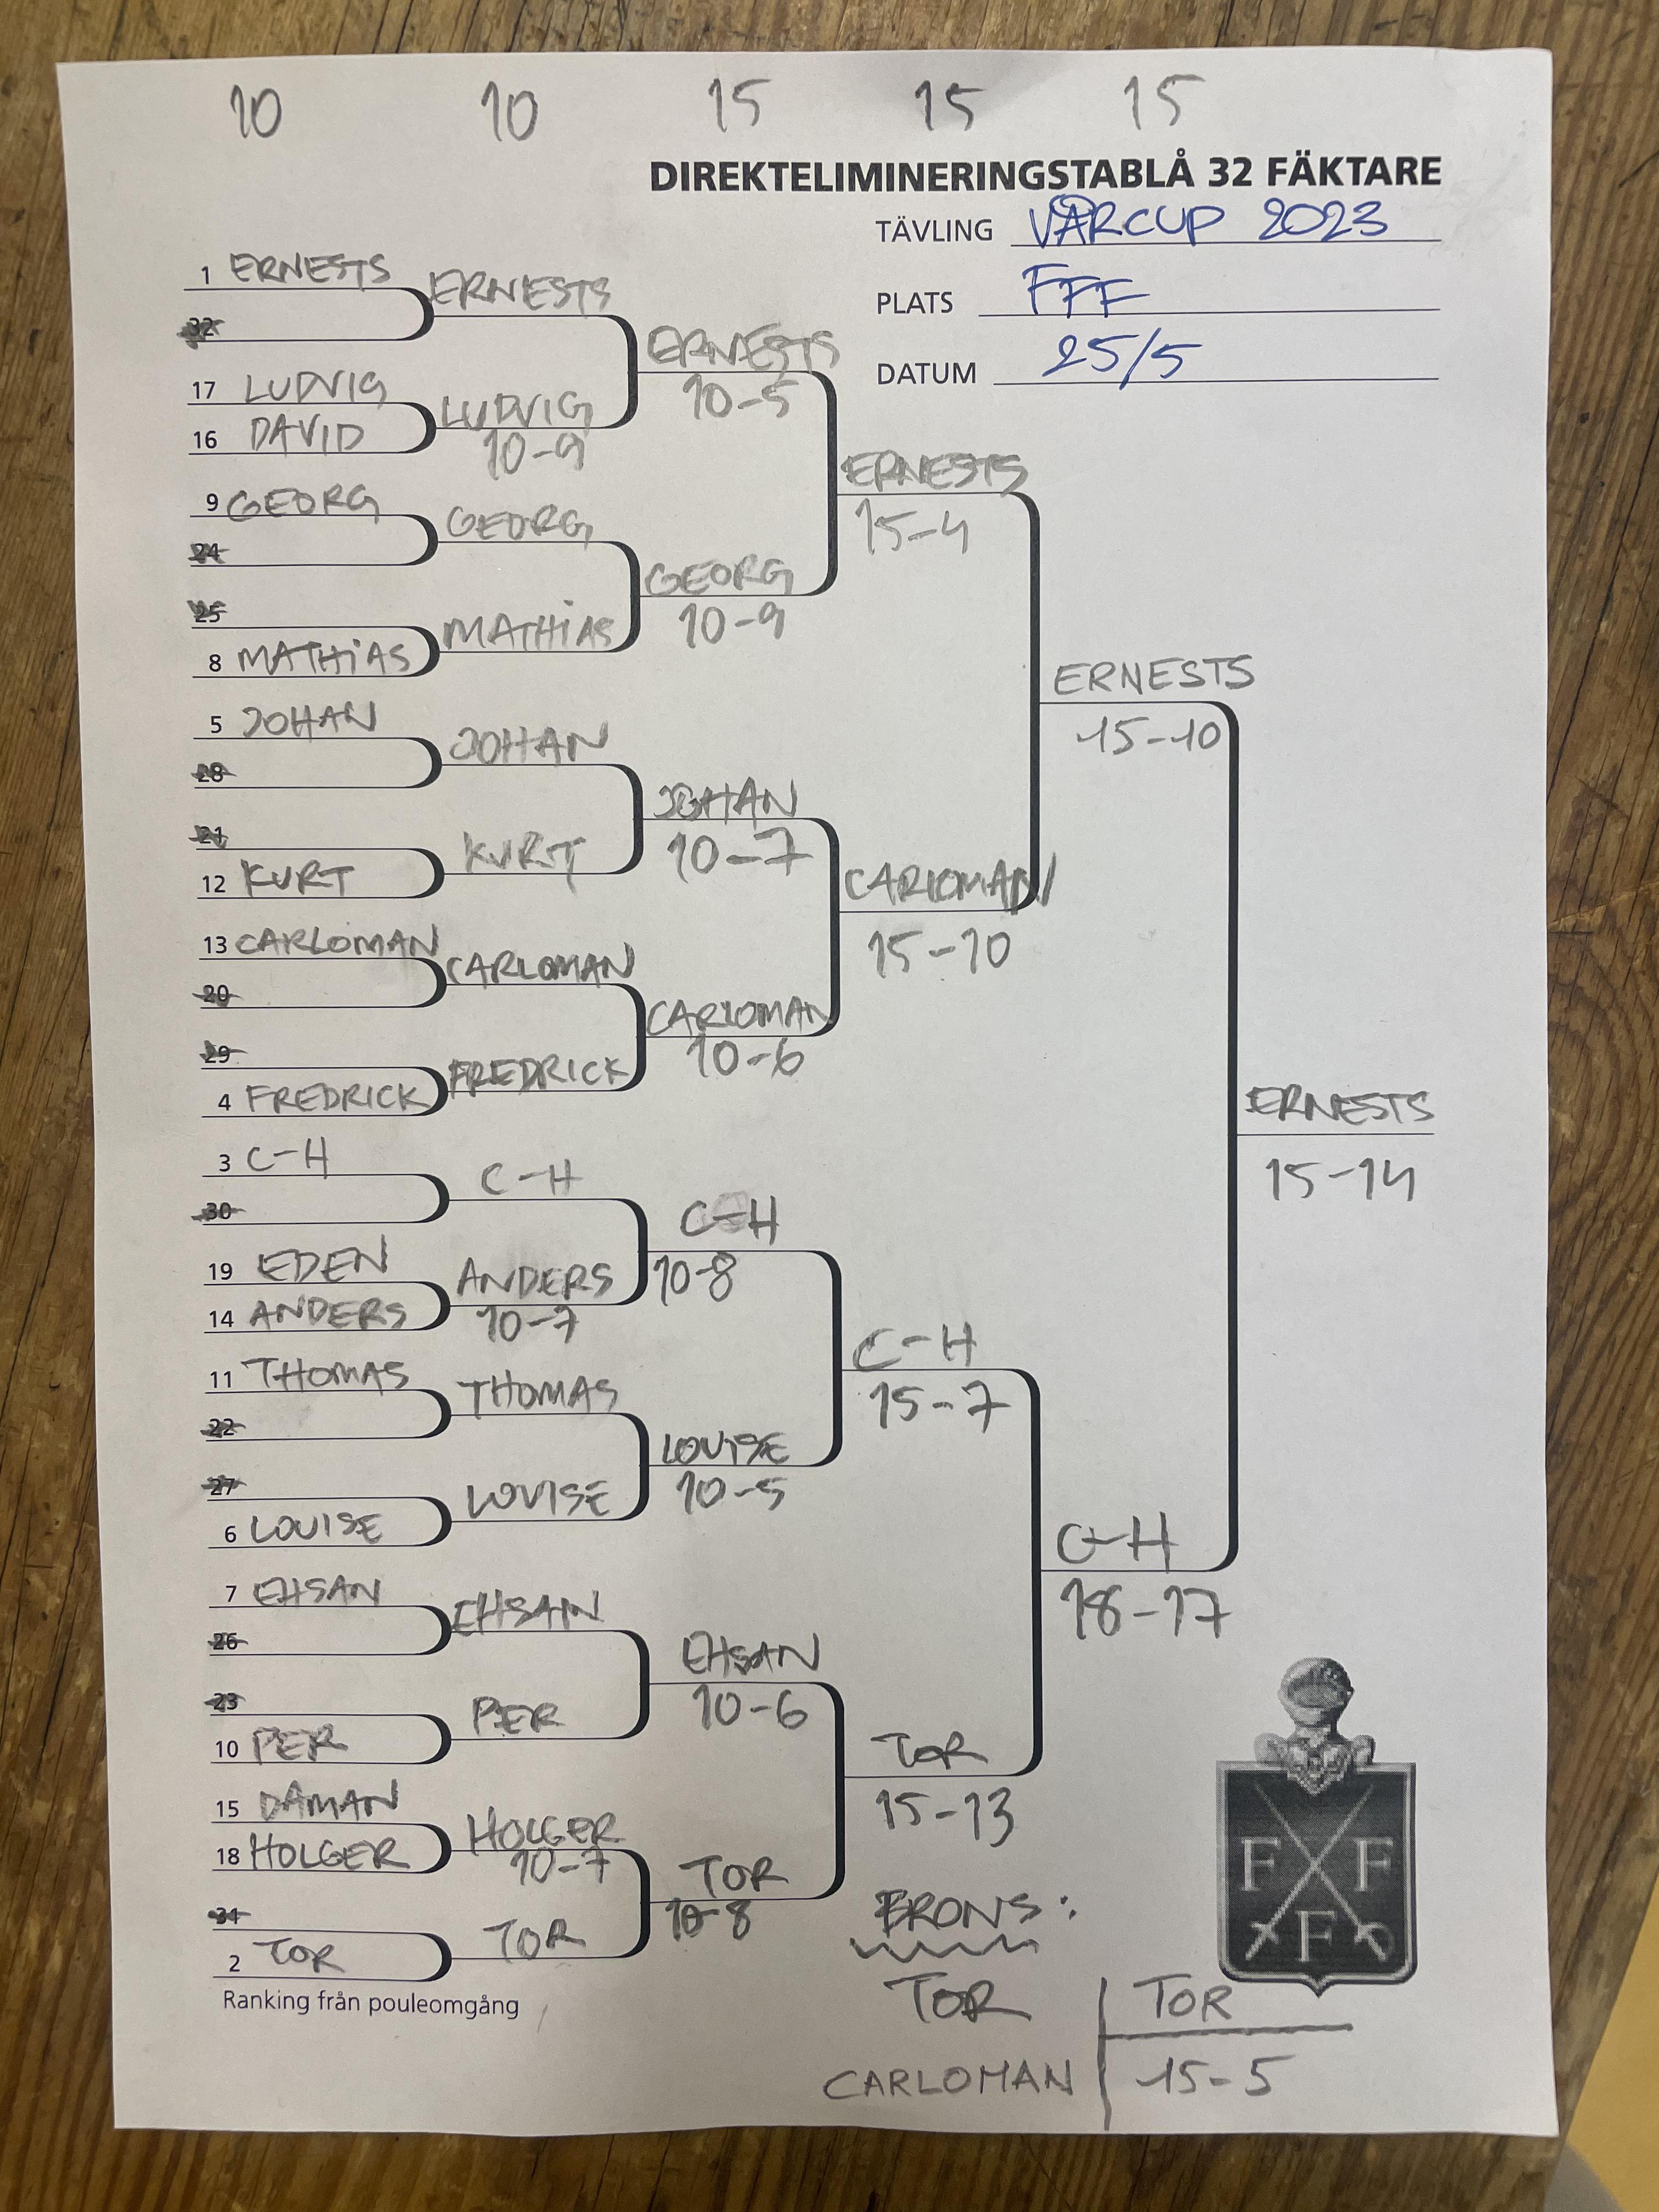 10 10 15 15 15
DIREKTELIMINERINGSTABLÅ 32 FÄKTARE
TÄVLING VÅRCUP 2023
PLATS FFF
DATUM 25/5
1 ERNESTS
32
17 LUDVIG
16 DAVID
9 GEORG
24
25
8 MATHiAS
5 JOHAN
28
21
12 KURT
13 CARLOMAN
20
29
4 FREDRICK
3 C-H
30
19 EDEN
14 ANDERS
11 THOMAS
22
27
6 LOUISE
7 EHSAN
26
23
10 PER
15 DAMAN
18 HOLGER
31
2 TOR
Ranking från pouleomgång
ERNESTS
LUDVIG
10-9
GEORG
MATHiAS
JOHAN
KURT
CARLOMAN
FREDRICK
C-H
ANDERS
10-7
THOMAS
LOUISE
EHSAN
PER
HOLGER
10-7
TOR
ERNESTS
10-5
GEORG
10-9
JOHAN
10-7
CARLOMAN
10-6
C-H
10-8
LOUISE
10-5
EHSAN
10-6
TOR
10-8
ERNESTS
15-4
CARLOMAN
15-10
C-H
15-7
TOR
15-13
ERNESTS
15-10
C-H
18-17
ERNESTS
15-14
BRONS:
TOR
CARLOMAN
TOR
15-5
F F
F